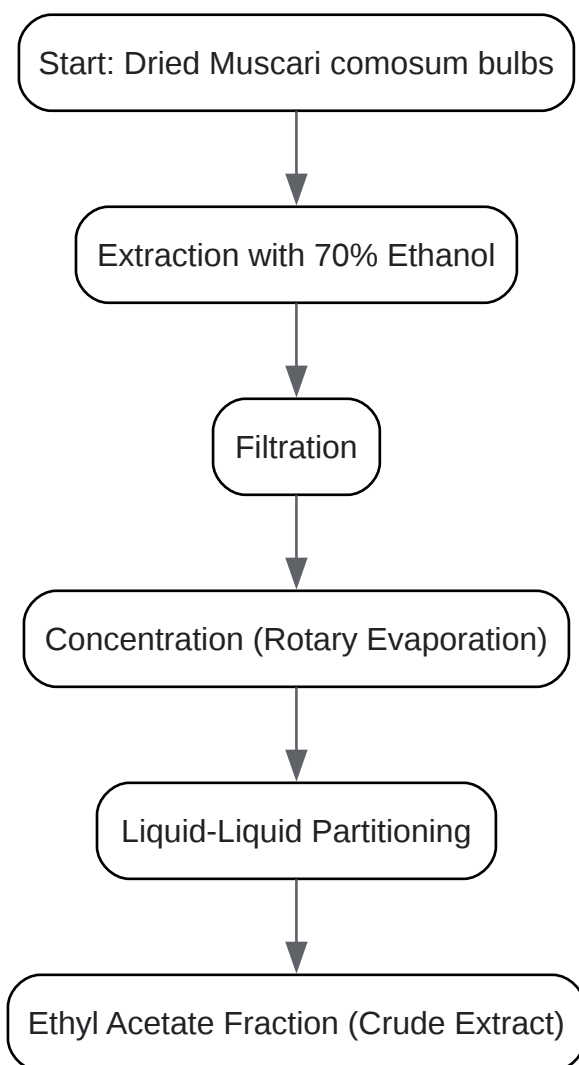 Start: Dried Muscari comosum bulbs
Extraction with 70% Ethanol
Filtration
Concentration (Rotary Evaporation)
Liquid-Liquid Partitioning
Ethyl Acetate Fraction (Crude Extract)